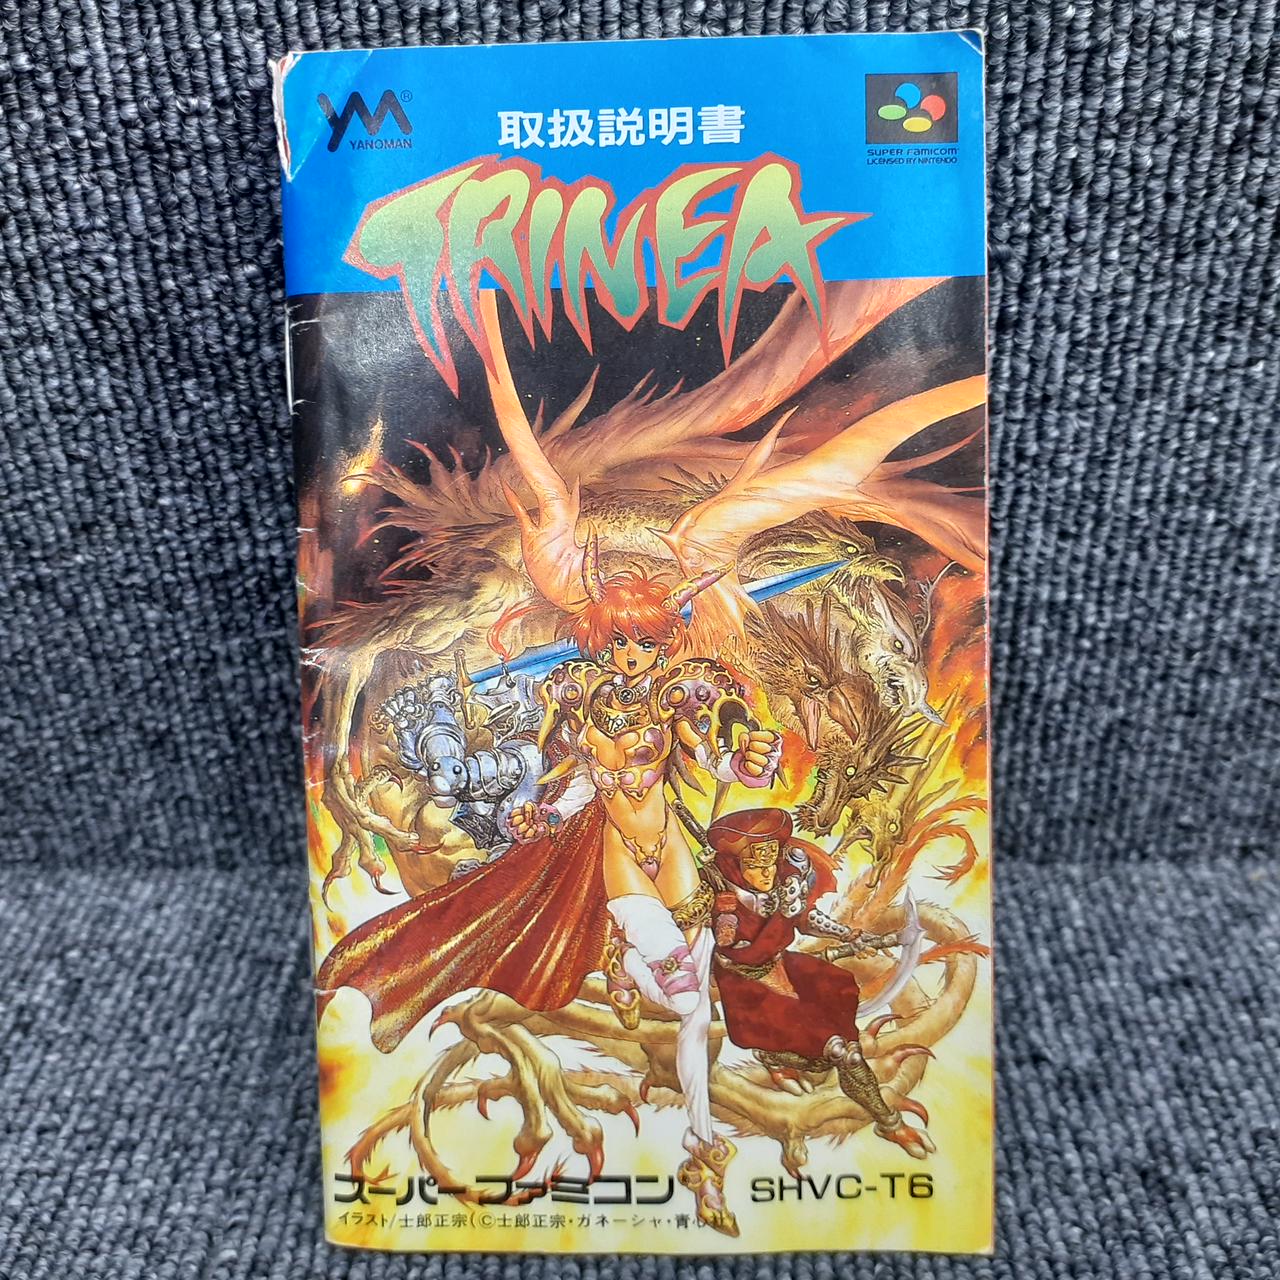 YM®
YANOMAN
取扱説明書
SUPER FAMICOM™
LICENSED BY NINTENDO
TRINEA
スーパーファミコン
SHVC-T6
イラスト/士郎正宗(©士郎正宗・ガネーシャ・青心社)